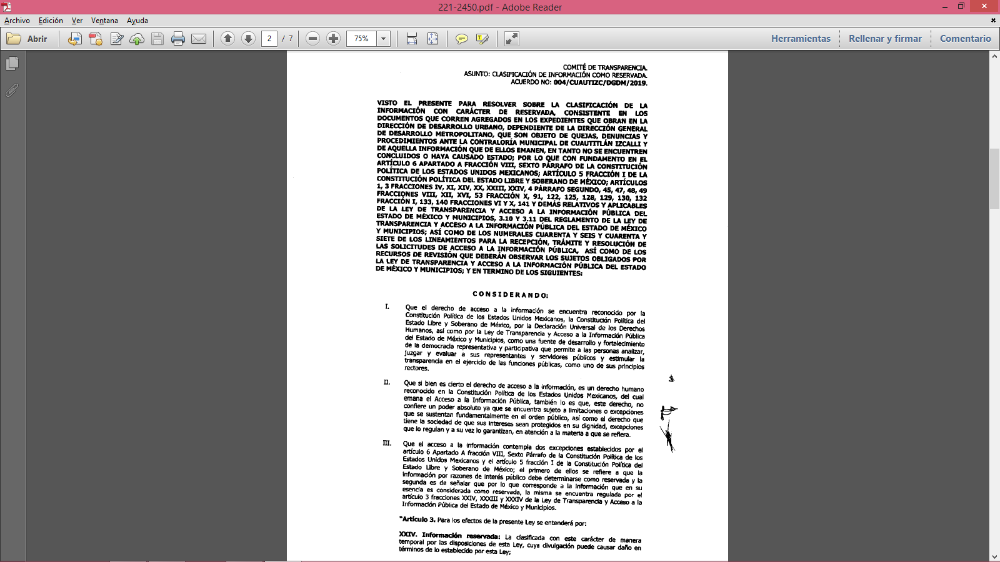 221-2450.pdf - Adobe Reader
Archivo Edición Ver Ventana Ayuda
Abrir 2 / 7 75% Herramientas Rellenar y firmar Comentario
COMITÉ DE TRANSPARENCIA.
ASUNTO: CLASIFICACIÓN DE INFORMACIÓN COMO RESERVADA.
ACUERDO NO: 004/CUAUTIZC/DGDM/2019.
VISTO EL PRESENTE PARA RESOLVER SOBRE LA CLASIFICACIÓN DE LA
INFORMACIÓN CON CARÁCTER DE RESERVADA, CONSISTENTE EN LOS
DOCUMENTOS QUE CORREN AGREGADOS EN LOS EXPEDIENTES QUE OBRAN EN LA
DIRECCIÓN DE DESARROLLO URBANO, DEPENDIENTE DE LA DIRECCIÓN GENERAL
DE DESARROLLO METROPOLITANO, QUE SON OBJETO DE QUEJAS, DENUNCIAS Y
PROCEDIMIENTOS ANTE LA CONTRALORÍA MUNICIPAL DE CUAUTITLÁN IZCALLI Y
DE AQUELLA INFORMACIÓN QUE DE ELLOS EMANEN, EN TANTO NO SE ENCUENTREN
CONCLUIDOS O HAYA CAUSADO ESTADO; POR LO QUE CON FUNDAMENTO EN EL
ARTÍCULO 6 APARTADO A FRACCIÓN VIII, SEXTO PÁRRAFO DE LA CONSTITUCIÓN
POLÍTICA DE LOS ESTADOS UNIDOS MEXICANOS; ARTÍCULO 5 FRACCIÓN I DE LA
CONSTITUCIÓN POLÍTICA DEL ESTADO LIBRE Y SOBERANO DE MÉXICO; ARTÍCULOS
1, 3 FRACCIONES IV, XI, XIV, XX, XXIII, XXIV, 4 PÁRRAFO SEGUNDO, 45, 47, 48, 49
FRACCIONES VIII, XII, XVI, 53 FRACCIÓN X, 91, 122, 125, 128, 129, 130, 132
FRACCIÓN I, 133, 140 FRACCIONES VI Y X, 141 Y DEMÁS RELATIVOS Y APLICABLES
DE LA LEY DE TRANSPARENCIA Y ACCESO A LA INFORMACIÓN PÚBLICA DEL
ESTADO DE MÉXICO Y MUNICIPIOS, 3.10 Y 3.11 DEL REGLAMENTO DE LA LEY DE
TRANSPARENCIA Y ACCESO A LA INFORMACIÓN PÚBLICA DEL ESTADO DE MÉXICO
Y MUNICIPIOS; ASÍ COMO DE LOS NUMERALES CUARENTA Y SEIS Y CUARENTA Y
SIETE DE LOS LINEAMIENTOS PARA LA RECEPCIÓN, TRÁMITE Y RESOLUCIÓN DE
LAS SOLICITUDES DE ACCESO A LA INFORMACIÓN PÚBLICA, ASÍ COMO DE LOS
RECURSOS DE REVISIÓN QUE DEBERÁN OBSERVAR LOS SUJETOS OBLIGADOS POR
LA LEY DE TRANSPARENCIA Y ACCESO A LA INFORMACIÓN PÚBLICA DEL ESTADO
DE MÉXICO Y MUNICIPIOS; Y EN TERMINO DE LOS SIGUIENTES:
C O N S I D E R A N D O:
I. Que el derecho de acceso a la información se encuentra reconocido por la
Constitución Política de los Estados Unidos Mexicanos, la Constitución Política del
Estado Libre y Soberano de México, por la Declaración Universal de los Derechos
Humanos, así como por la Ley de Transparencia y Acceso a la Información Pública
del Estado de México y Municipios, como una fuente de desarrollo y fortalecimiento
de la democracia representativa y participativa que permite a las personas analizar,
juzgar y evaluar a sus representantes y servidores públicos y estimular la
transparencia en el ejercicio de las funciones públicas, como uno de sus principios
rectores.
II. Que si bien es cierto el derecho de acceso a la información, es un derecho humano
reconocido en la Constitución Política de los Estados Unidos Mexicanos, del cual
emana el Acceso a la Información Pública, también lo es que, este derecho, no
confiere un poder absoluto ya que se encuentra sujeto a limitaciones o excepciones
que se sustentan fundamentalmente en el orden público, así como el derecho que
tiene la sociedad de que sus intereses sean protegidos en su dignidad, excepciones
que lo regulan y a su vez lo garantizan, en atención a la materia a que se refiera.
III. Que el acceso a la información contempla dos excepciones establecidos por el
artículo 6 Apartado A fracción VIII, Sexto Párrafo de la Constitución Política de los
Estados Unidos Mexicanos y el artículo 5 fracción I de la Constitución Política del
Estado Libre y Soberano de México; el primero de ellos se refiere a que la
información por razones de interés público debe determinarse como reservada y la
segunda es de señalar que por lo que corresponde a la información que en su
esencia es considerada como reservada, la misma se encuentra regulada por el
artículo 3 fracciones XXIV, XXXIII y XXXIV de la Ley de Transparencia y Acceso a la
Información Pública del Estado de México y Municipios.
"Artículo 3. Para los efectos de la presente Ley se entenderá por:
XXIV. Información reservada: La clasificada con este carácter de manera
temporal por las disposiciones de esta Ley, cuya divulgación puede causar daño en
términos de lo establecido por esta Ley;